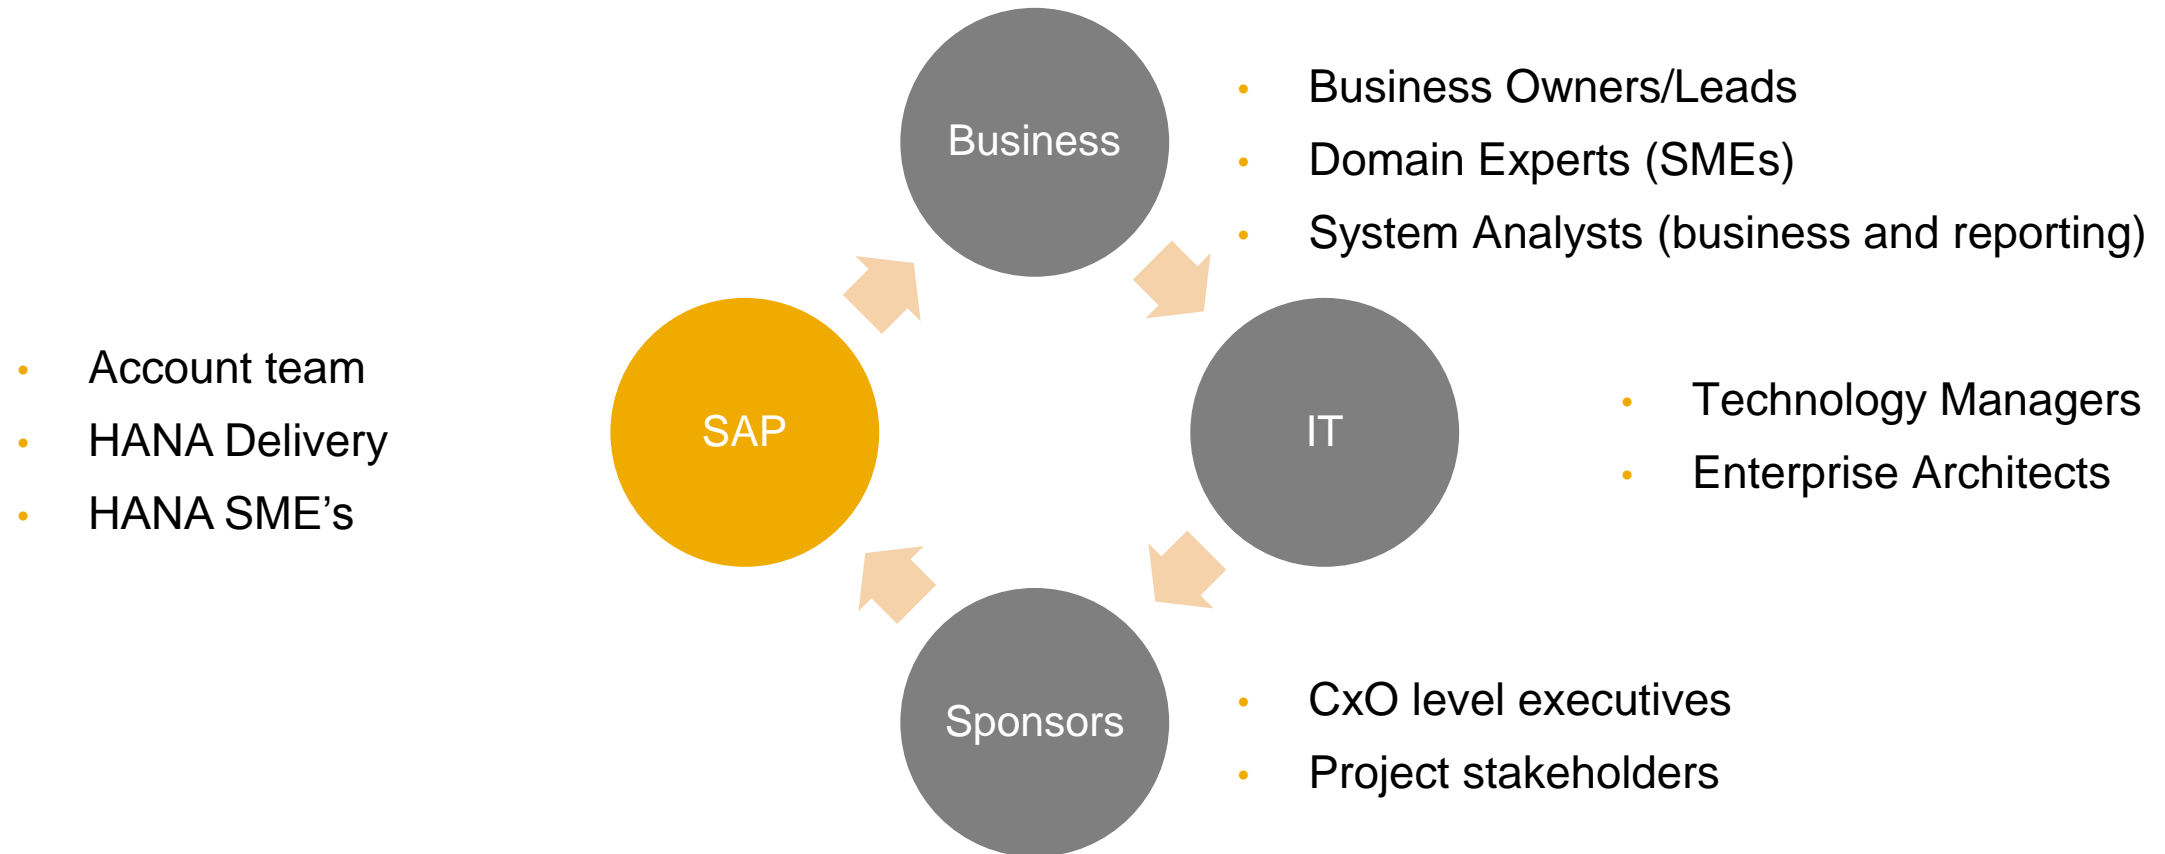 Business
• Business Owners/Leads
• Domain Experts (SMEs)
• System Analysts (business and reporting)
SAP
• Account team
• HANA Delivery
• HANA SME’s
IT
• Technology Managers
• Enterprise Architects
Sponsors
• CxO level executives
• Project stakeholders